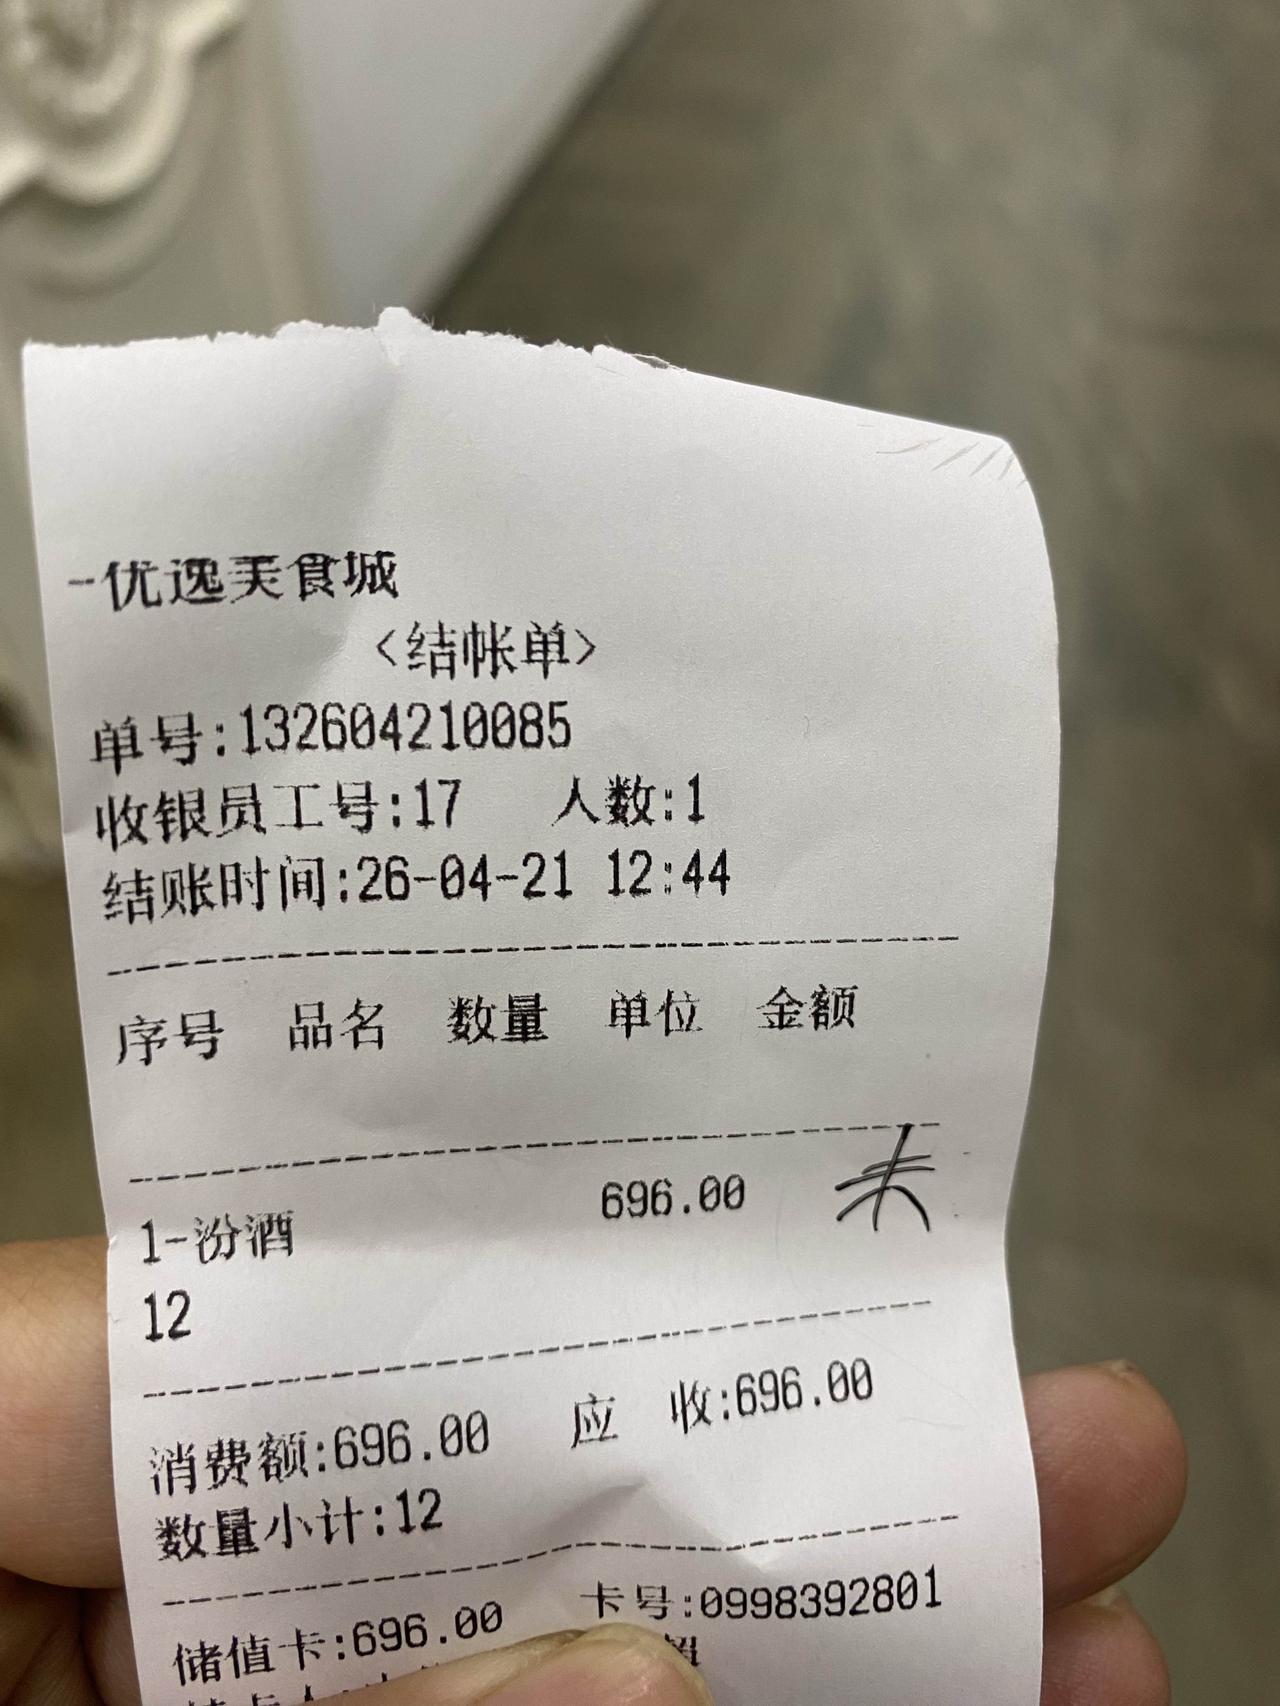 -优逸美食城
<结帐单>
单号:132604210085
收银员工号:17 人数:1
结账时间:26-04-21 12:44
序号 品名 数量 单位 金额
1-汾酒 696.00
12
消费额:696.00 应 收:696.00
数量小计:12
储值卡:696.00 卡号:0998392801